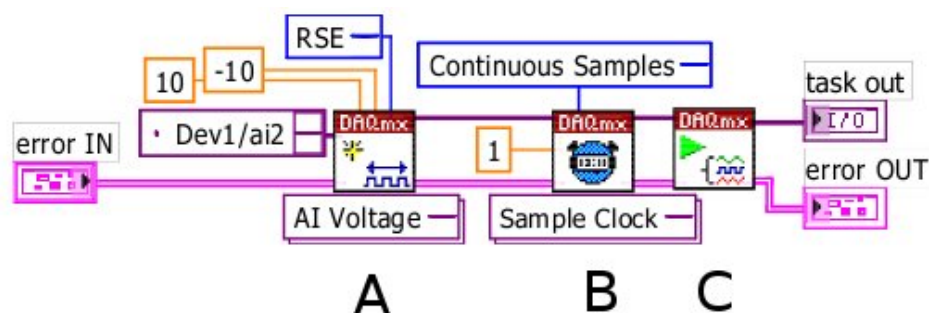 RSE
10
-10
Continuous Samples
task out
Dev1/ai2
DAQmx
DAQmx
DAQmx
I/O
error IN
1
error OUT
AI Voltage
Sample Clock
A
B
C